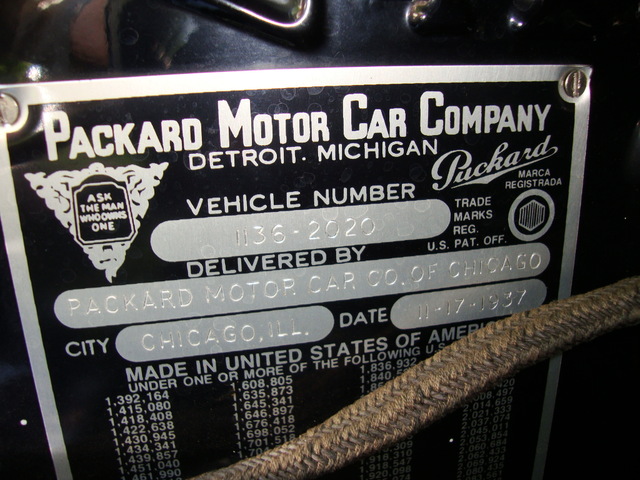 PACKARD MOTOR CAR COMPANY
DETROIT. MICHIGAN
Packard
MARCA
REGISTRADA
ASK
THE MAN
WHO OWNS
ONE
VEHICLE NUMBER
1136-2020
TRADE
MARKS
REG.
U.S. PAT. OFF.
DELIVERED BY
PACKARD MOTOR CAR CO. OF CHICAGO
CITY CHICAGO, ILL. DATE 11-17-1937
MADE IN UNITED STATES OF
UNDER ONE OR MORE OF THE FOLLOWING
1,392,164 1,608,805 1,836,932
1,415,080 1,635,873
1,418,408 1,645,341
1,422,638 1,646,897
1,430,945 1,676,418
1,434,341 1,698,052
1,439,857
1,451,040
1,461,990